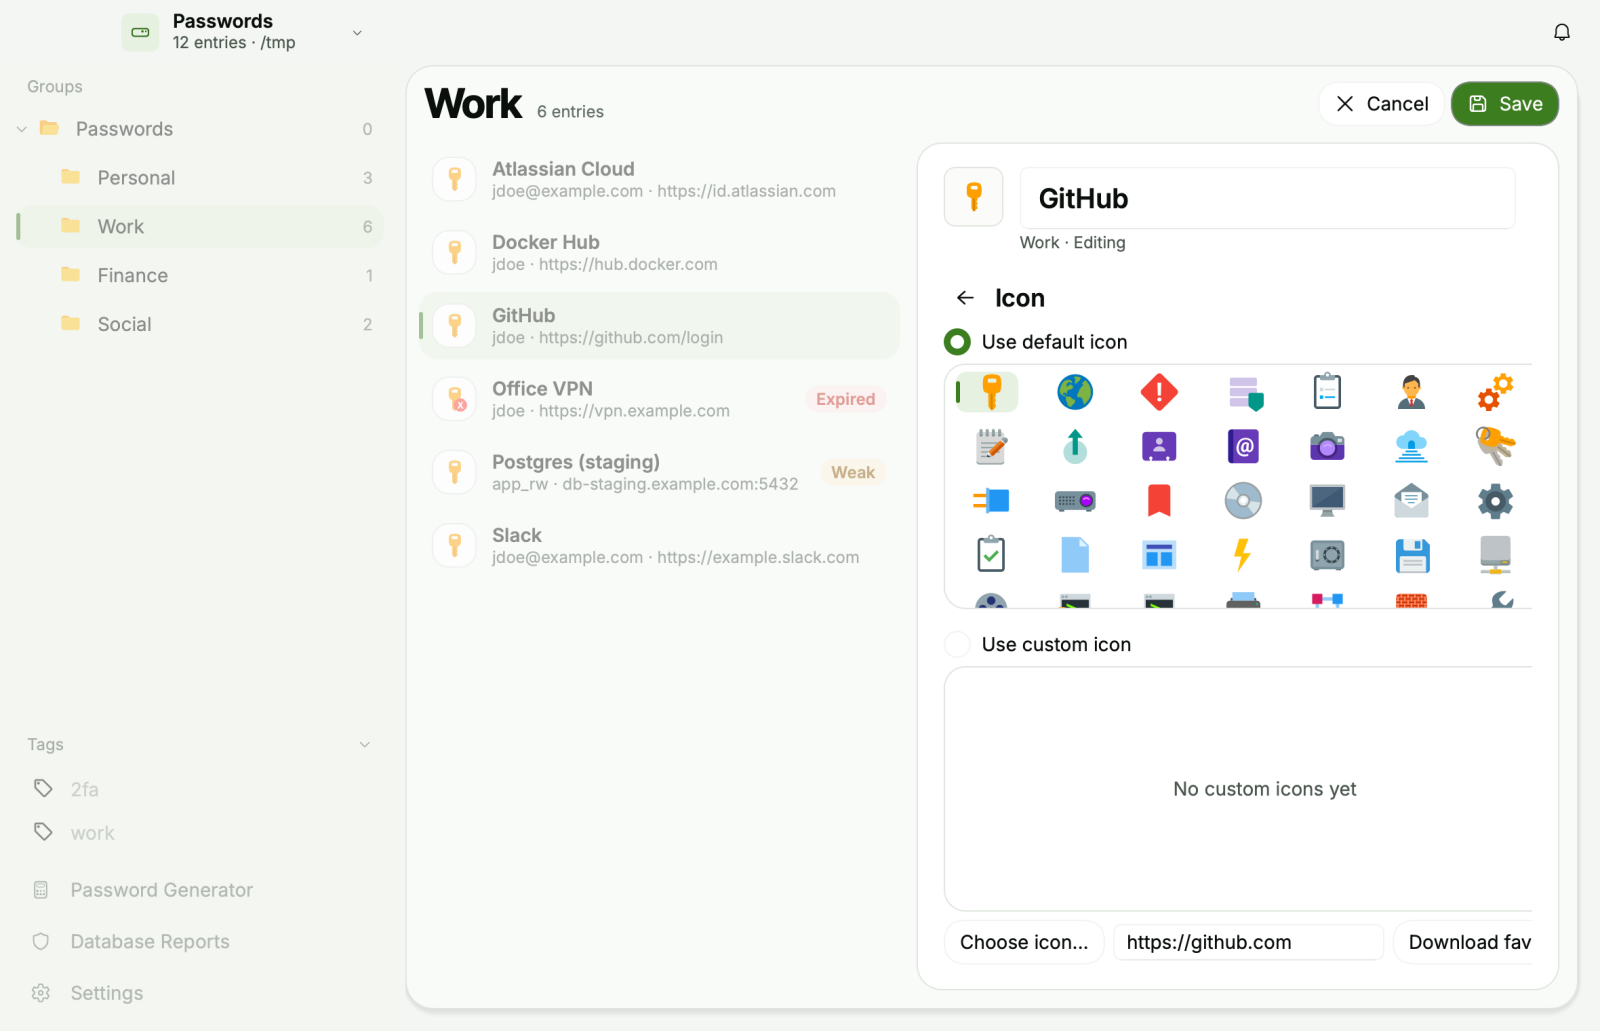 Passwords
12 entries · /tmp
Groups
Passwords 0
Personal 3
Work 6
Finance 1
Social 2
Tags
2fa
work
Password Generator
Database Reports
Settings
Work 6 entries
Cancel
Save
Atlassian Cloud
jdoe@example.com · https://id.atlassian.com
Docker Hub
jdoe · https://hub.docker.com
GitHub
jdoe · https://github.com/login
Office VPN
jdoe · https://vpn.example.com
Expired
Postgres (staging)
app_rw · db-staging.example.com:5432
Weak
Slack
jdoe@example.com · https://example.slack.com
GitHub
Work · Editing
Icon
Use default icon
Use custom icon
No custom icons yet
Choose icon...
https://github.com
Download fav